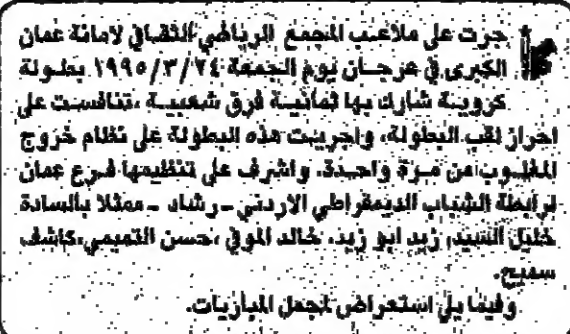 جرت على ملاعب المجمع الرياضي الثقافي لامانة عمان
الكبرى في عرجان يوم الجمعة ١٩٩٥/٣/٢٤ بطولة
كروية شارك بها ثمانية فرق شعبية ،تنافست على
احراز لقب البطولة، واجريت هذه البطولة على نظام خروج
المغلوب من مرة واحدة. واشرف على تنظيمها فرع عمان
لرابطة الشباب الديمقراطي الاردني ـ رشاد ـ ممثلا بالسادة
خليل السيد، زيد ابو زيد، خالد الموفي ،حسن التميمي،كاشف
سميح.
وفيما يلي استعراض لمجمل المباريات.